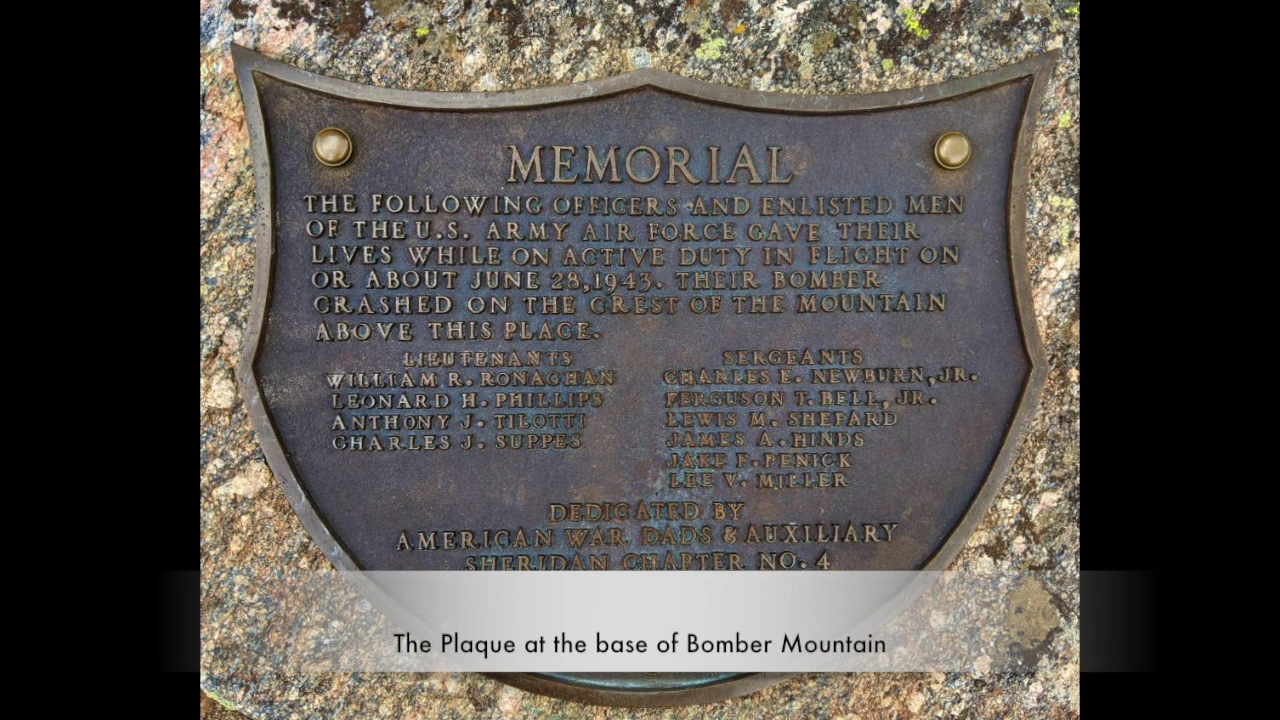 MEMORIAL
THE FOLLOWING OFFICERS AND ENLISTED MEN
OF THE U.S. ARMY AIR FORCE GAVE THEIR
LIVES WHILE ON ACTIVE DUTY IN FLIGHT ON
OR ABOUT JUNE 28,1943. THEIR BOMBER
CRASHED ON THE CREST OF THE MOUNTAIN
ABOVE THIS PLACE.
LIEUTENANTS
WILLIAM R. RONAGHAN
LEONARD H. PHILLIPS
ANTHONY J. TILOTTI
CHARLES J. SUPPES
SERGEANTS
CHARLES E. NEWBURN, JR.
FERGUSON T. BELL, JR.
LEWIS M. SHEPARD
JAMES A. HINDS
JAKE F. PENICK
LEE V. MILLER
DEDICATED BY
AMERICAN WAR DADS & AUXILIARY
SHERIDAN CHAPTER NO. 4
The Plaque at the base of Bomber Mountain